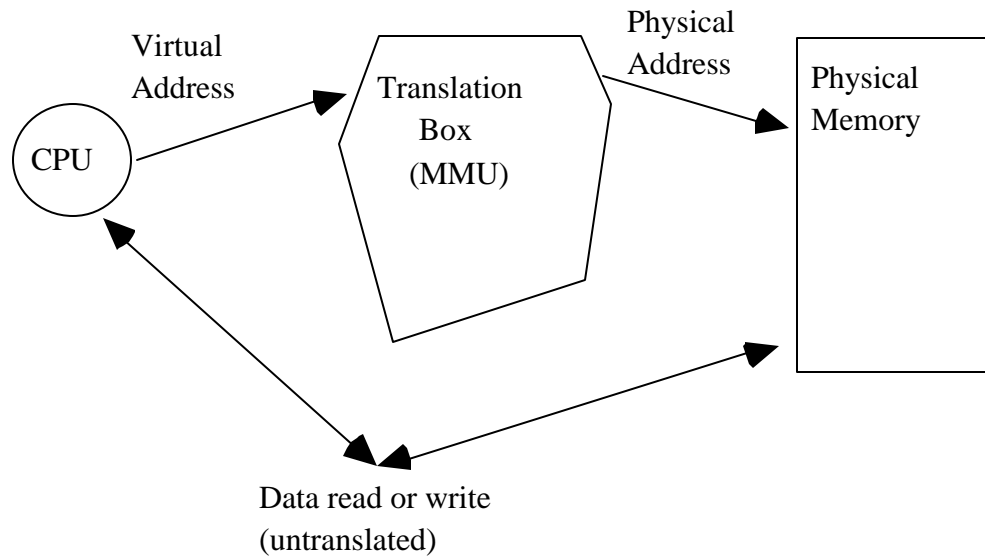 Virtual
Address
Physical
Address
Translation
Box
(MMU)
Physical
Memory
CPU
Data read or write
(untranslated)